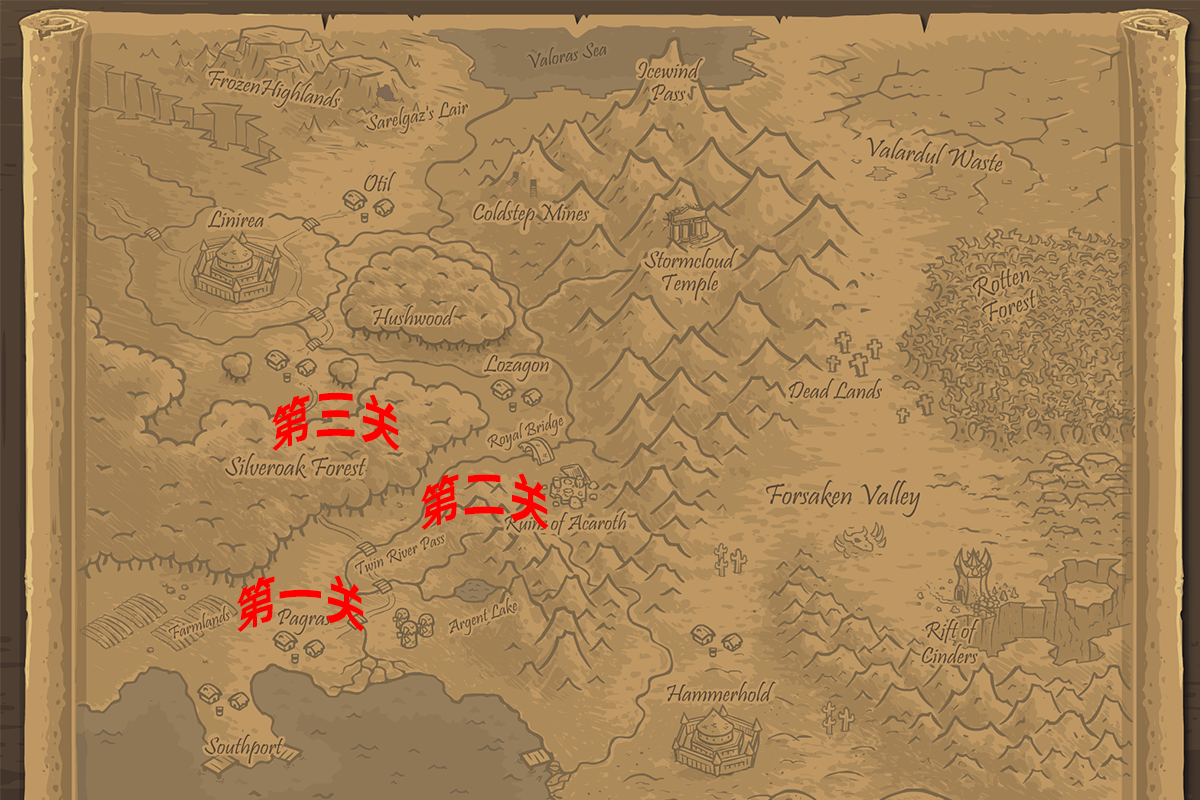 Valoras Sea
Icewind
Pass
Frozen Highlands
Sarelgaz's Lair
Valardul Waste
Otil
Linirea
Coldstep Mines
Stormcloud
Temple
Rotten
Forest
Hushwood
Lozagon
Dead Lands
第三关
Royal Bridge
Silveroak Forest
第二关
Forsaken Valley
Ruins of Acaroth
Twin River Pass
第一关
Pagras
Farmlands
Argent Lake
Rift of
Cinders
Hammerhold
Southport